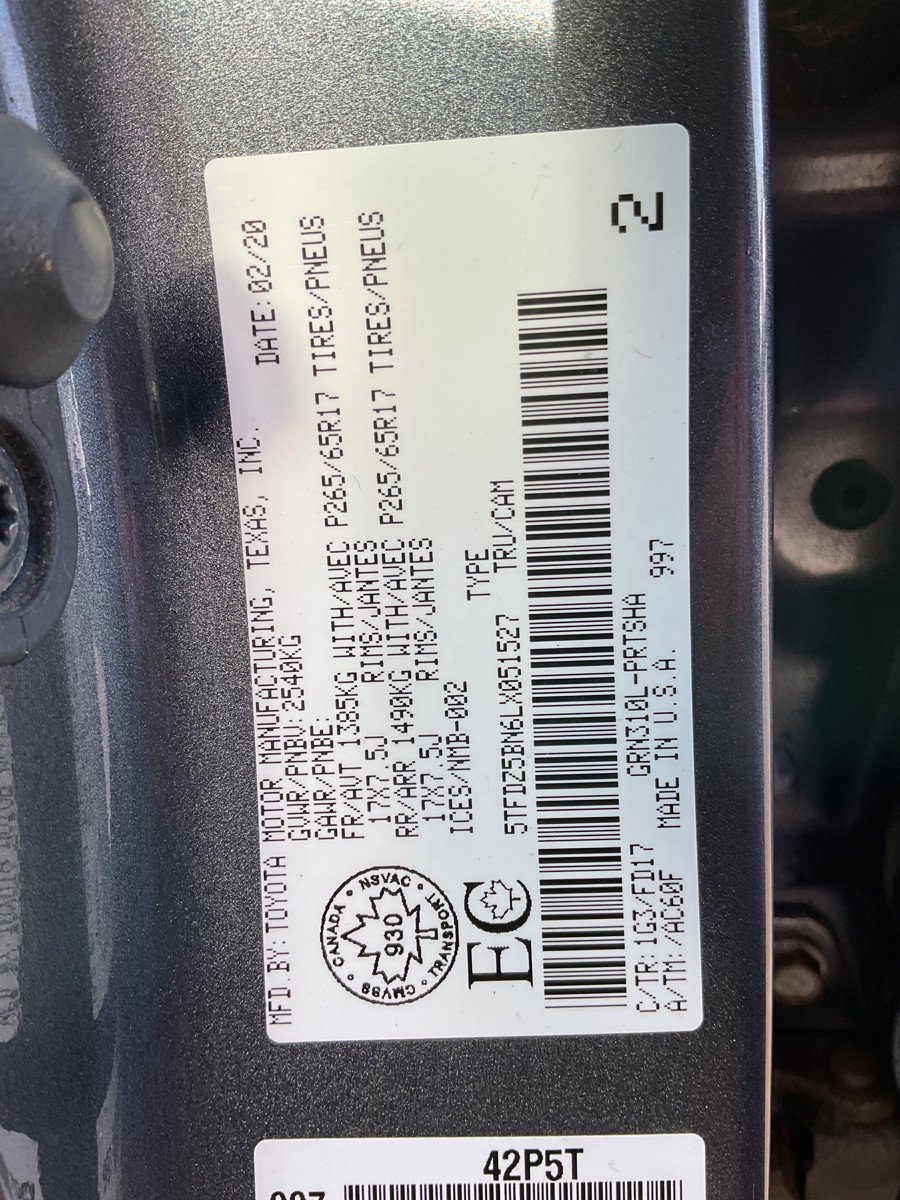 MFD BY: TOYOTA MOTOR MANUFACTURING, TEXAS, INC. DATE: 02/20
GVWR/PNBV: 2540KG
GAWR/PNBE:
FR/AVT 1385KG WITH/AVEC P265/65R17 TIRES/PNEUS
17X7.5J RIMS/JANTES
RR/ARR 1490KG WITH/AVEC P265/65R17 TIRES/PNEUS
17X7.5J RIMS/JANTES
ICES/NMB-002 TYPE
5TFDZ5BN6LX051527 TRU/CAM
CANADA • NSVAC • TRANSPORT • CMVSS •
930
EC
C/TR: 1G3/FD17 GRN310L-PRTSHA 997
A/TM: /AC60F MADE IN U.S.A.
2
42P5T